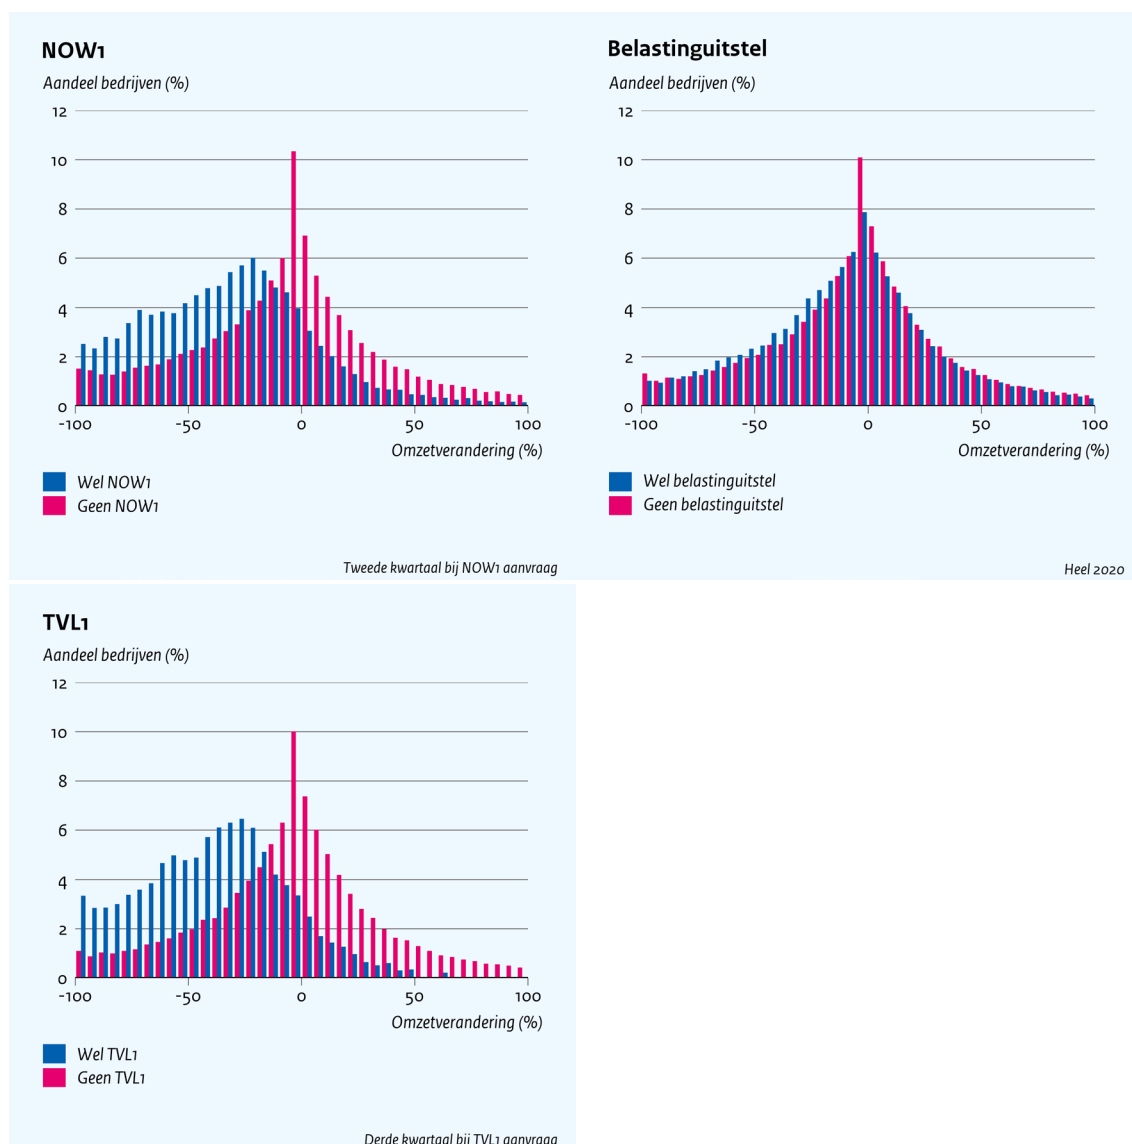 NOW1
Aandeel bedrijven (%)
12
10
8
6
4
2
0
-100 -50 0 50 100
Omzetverandering (%)
Wel NOW1
Geen NOW1
Tweede kwartaal bij NOW1 aanvraag
Belastinguitstel
Aandeel bedrijven (%)
12
10
8
6
4
2
0
-100 -50 0 50 100
Omzetverandering (%)
Wel belastinguitstel
Geen belastinguitstel
Heel 2020
TVL1
Aandeel bedrijven (%)
12
10
8
6
4
2
0
-100 -50 0 50 100
Omzetverandering (%)
Wel TVL1
Geen TVL1
Derde kwartaal bij TVL1 aanvraag